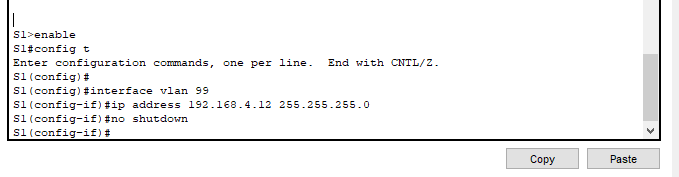 S1>enable
S1#config t
Enter configuration commands, one per line.  End with CNTL/Z.
S1(config)#
S1(config)#interface vlan 99
S1(config-if)#ip address 192.168.4.12 255.255.255.0
S1(config-if)#no shutdown
S1(config-if)#
Copy
Paste